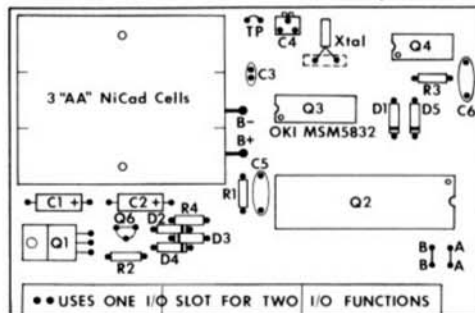 TP
C4
Xtal
Q4
3 "AA" NiCad Cells
C3
R3
C6
B-
Q3
D1
D5
OKI MSM5832
B+
C5
C1 +
C2 +
R4
R1
Q2
Q6
D2
Q1
D3
D4
R2
B A
B A
USES ONE I/O SLOT FOR TWO I/O FUNCTIONS